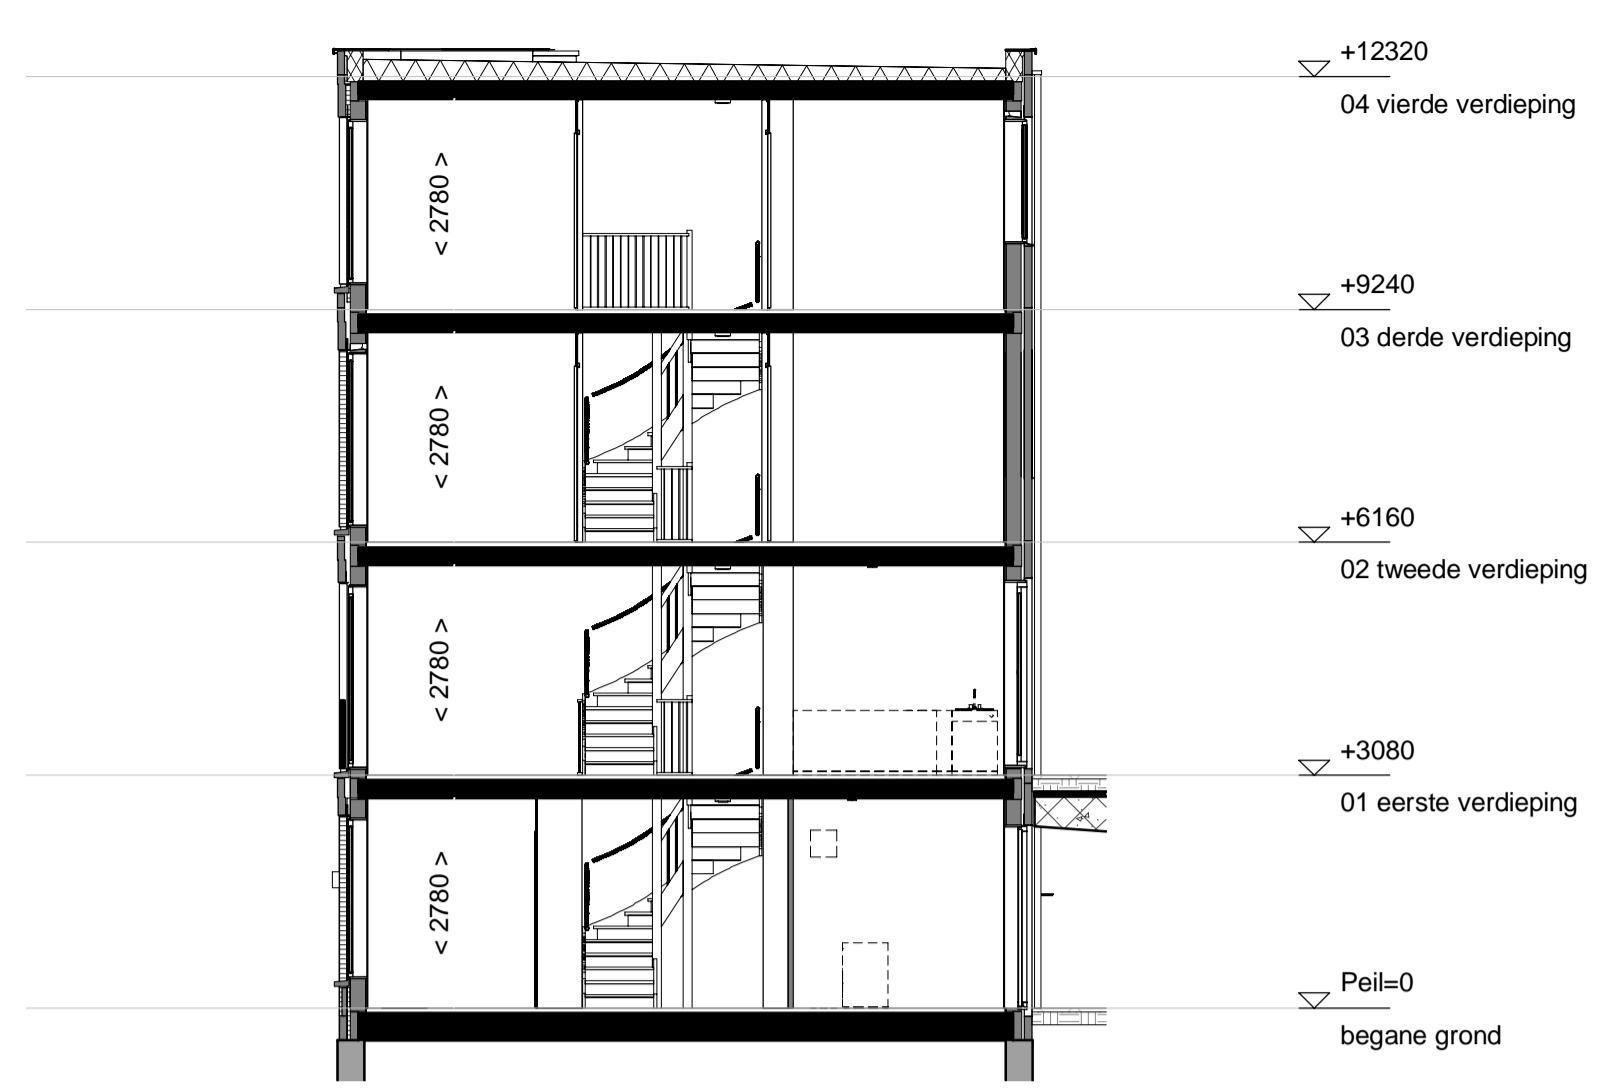 +12320
04 vierde verdieping
< 2780 >
+9240
03 derde verdieping
< 2780 >
+6160
02 tweede verdieping
< 2780 >
+3080
01 eerste verdieping
< 2780 >
Peil=0
begane grond